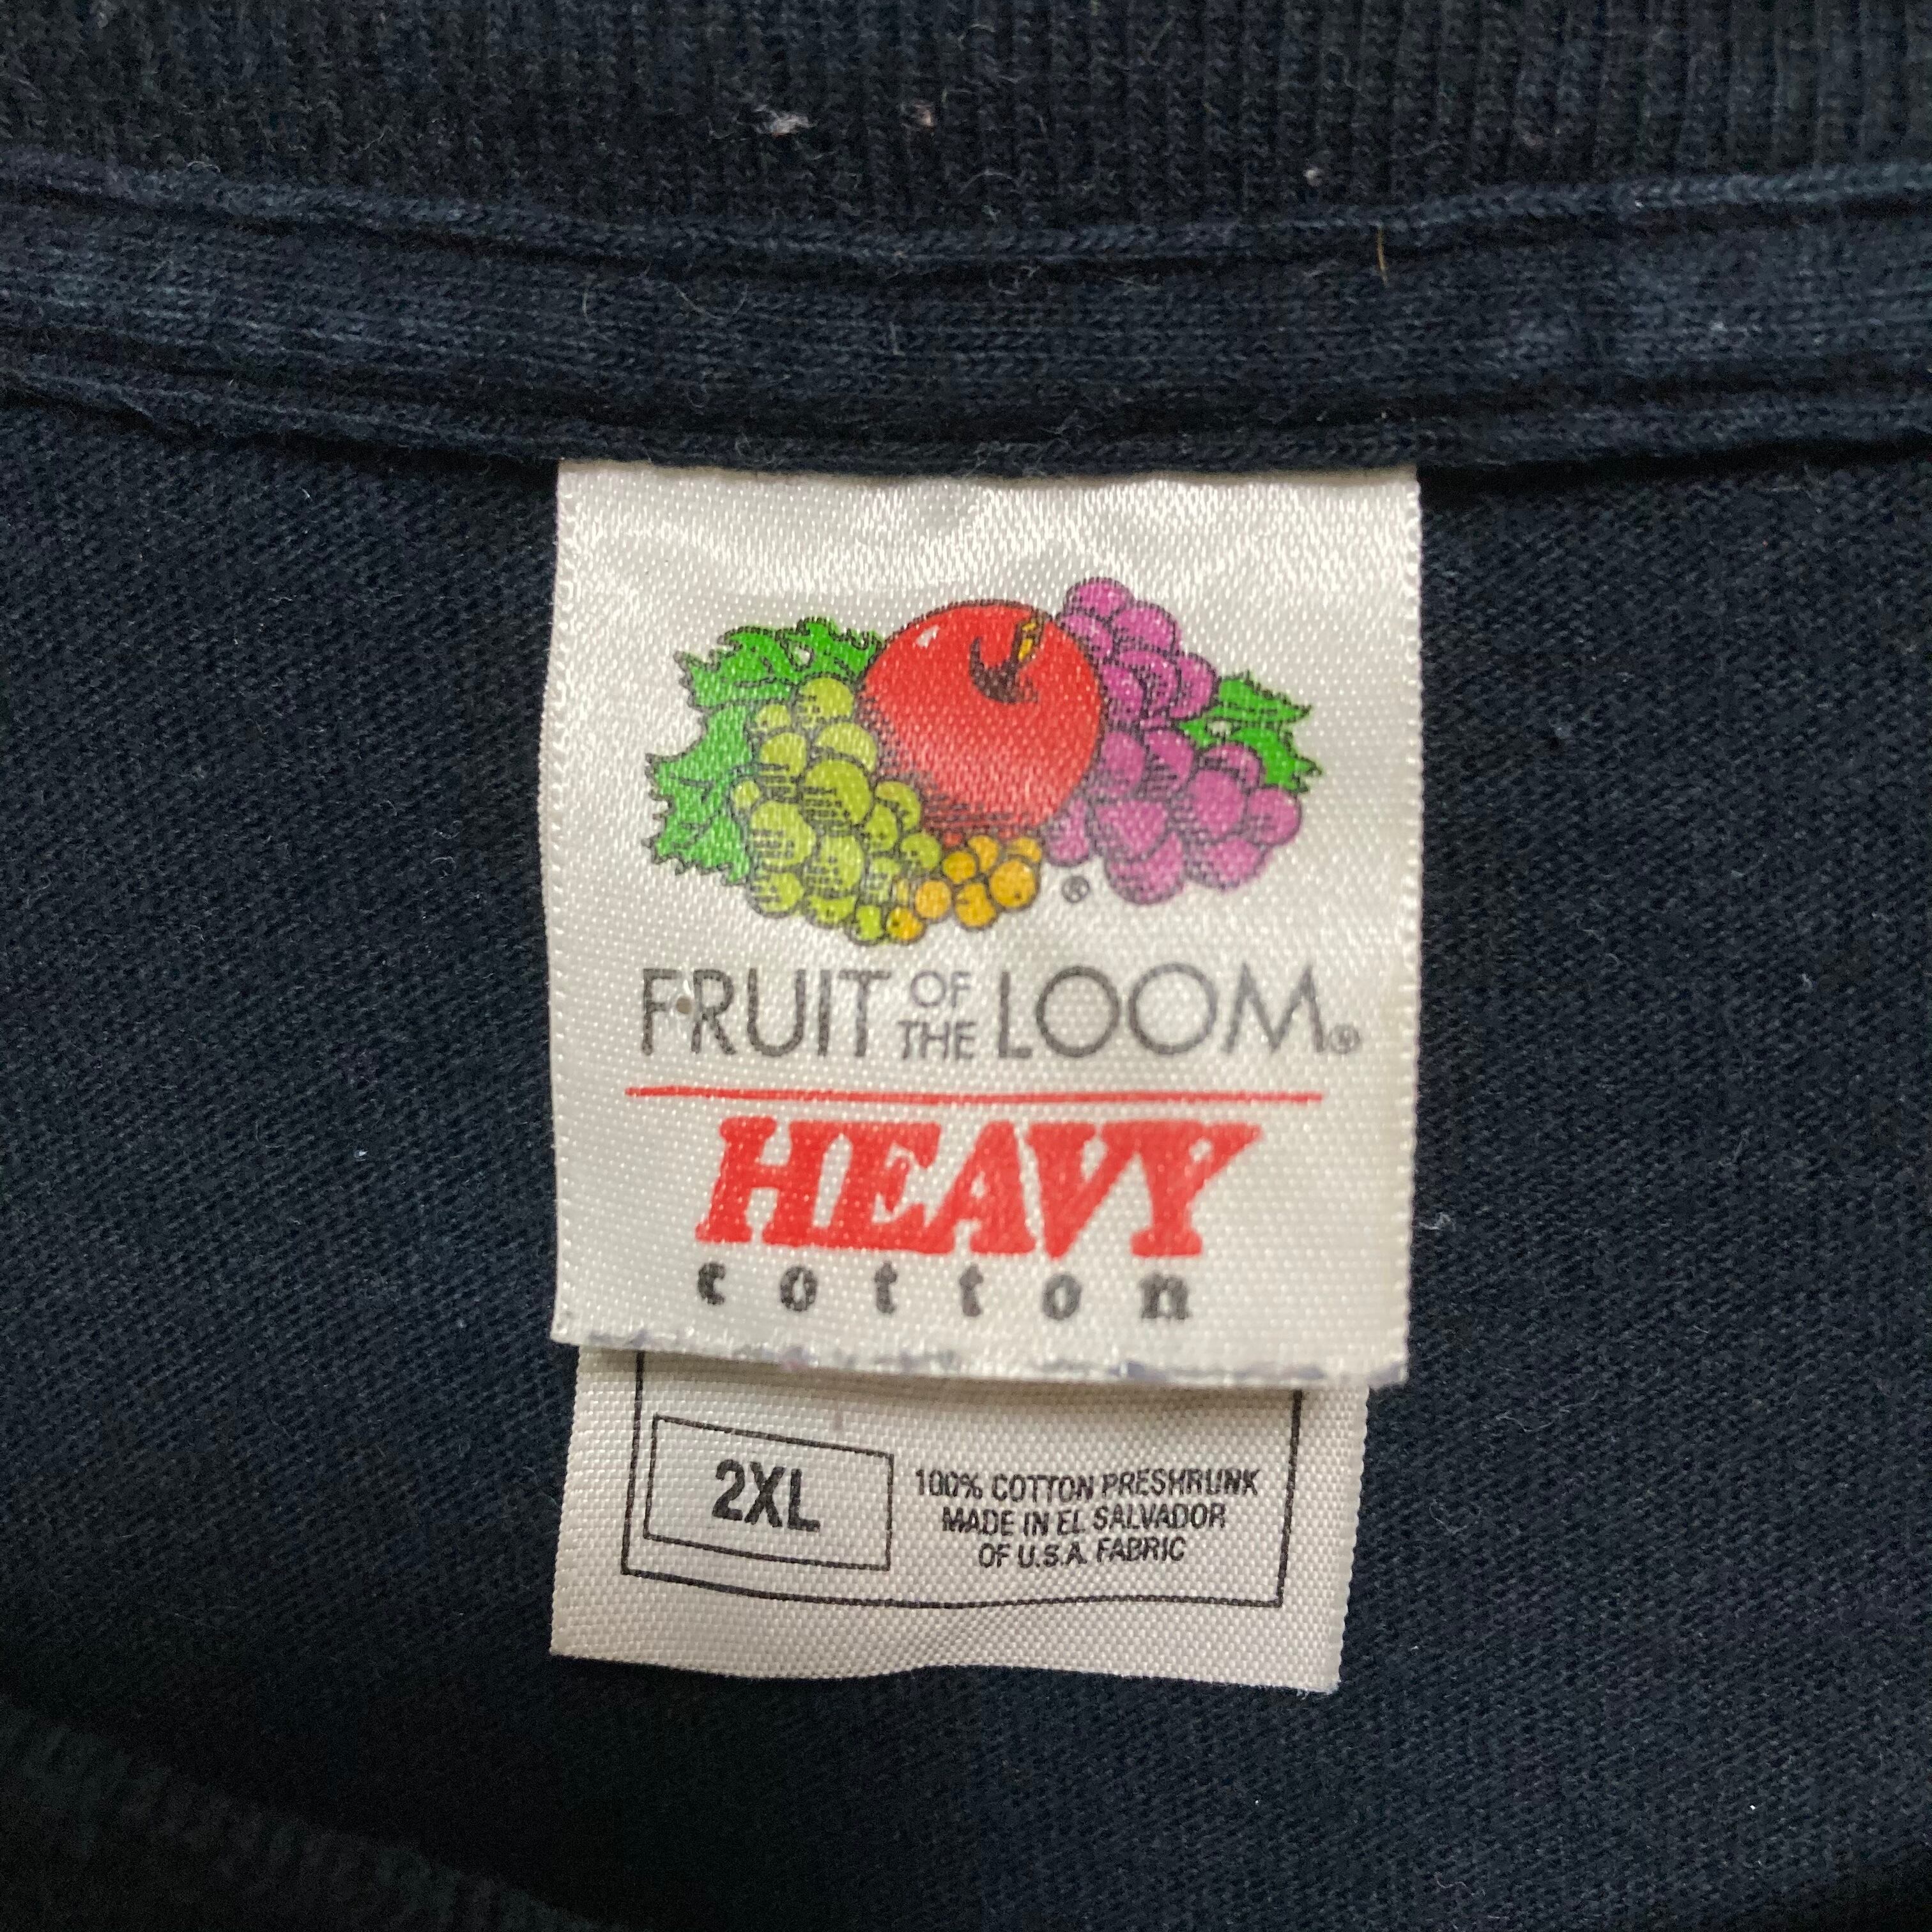 ®
FRUIT OF THE LOOM®
HEAVY
cotton
2XL
100% COTTON PRESHRUNK
MADE IN EL SALVADOR
OF U.S.A. FABRIC